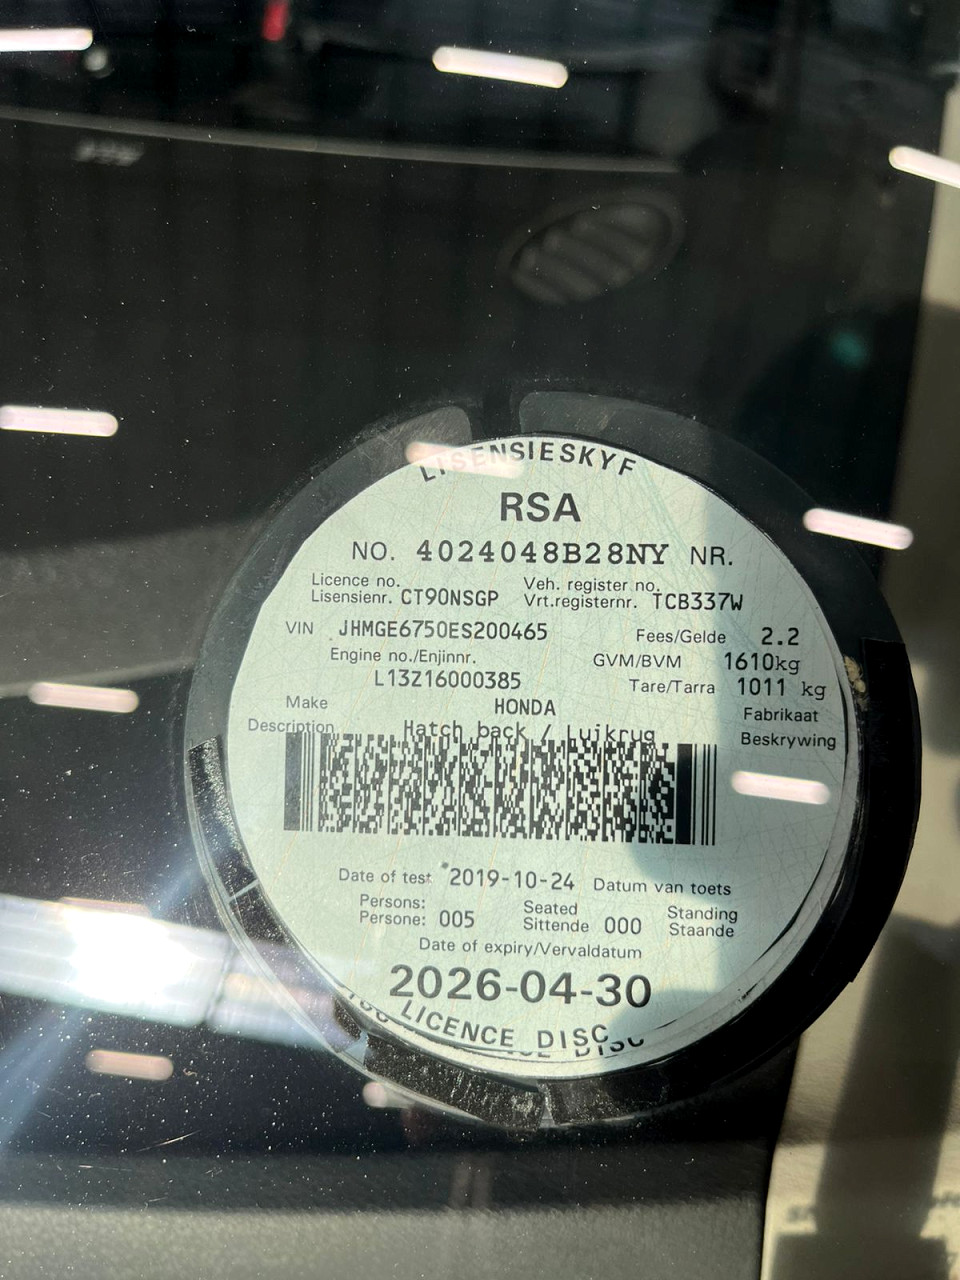 LISENSIESKYF
RSA
NO. 4024048B28NY NR.
Licence no. Veh. register no.
Lisensienr. CT90NSGP Vrt.registernr. TCB337W
VIN JHMGE6750ES200465 Fees/Gelde 2.2
Engine no./Enjinnr. GVM/BVM 1610kg
L13Z16000385 Tare/Tarra 1011 kg
Make HONDA Fabrikaat
Description Hatch back / Luikrug Beskrywing
Date of test 2019-10-24 Datum van toets
Persons: Seated Standing
Persone: 005 Sittende 000 Staande
Date of expiry/Vervaldatum
2026-04-30
LICENCE DISC
DISC